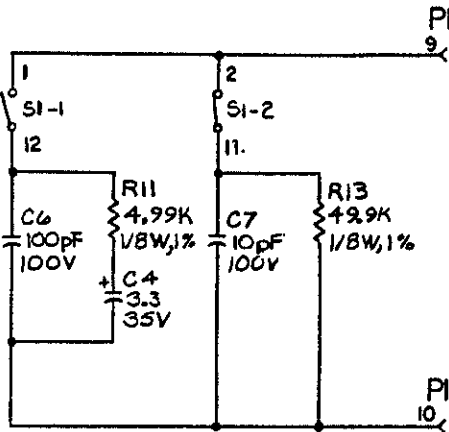 P1
9
1
S1-1
12
2
S1-2
11.
R11
4.99K
1/8W,1%
C6
100pF
100V
+ C4
3.3
35V
C7
10pF
100V
R13
49.9K
1/8W,1%
P1
10